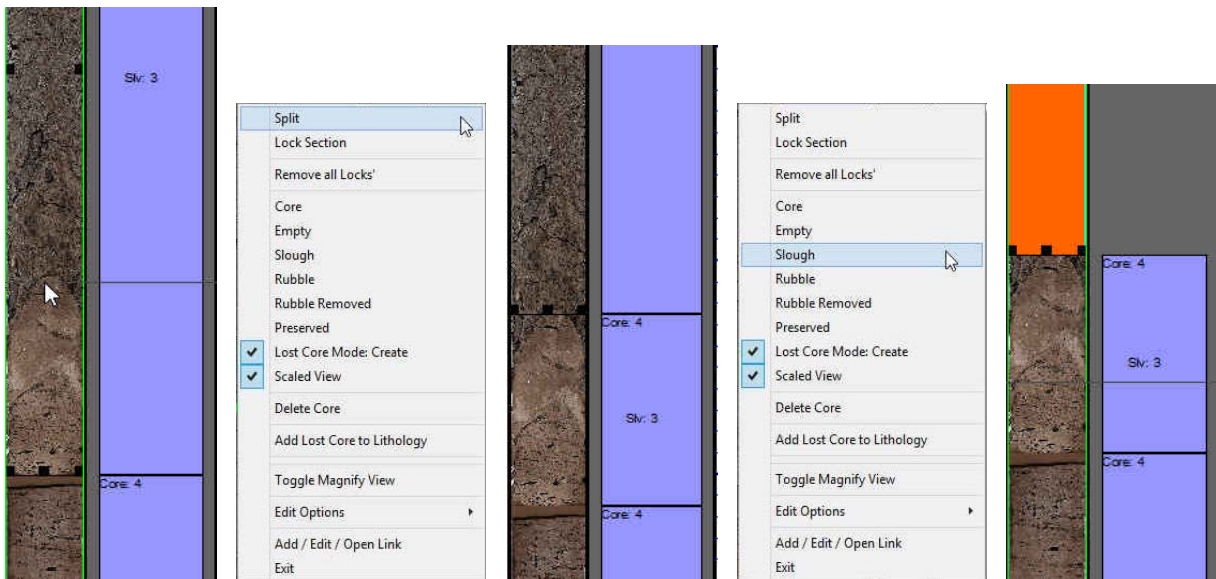 Slv: 3
Core: 4
Split
Lock Section
Remove all Locks'
Core
Empty
Slough
Rubble
Rubble Removed
Preserved
Lost Core Mode: Create
Scaled View
Delete Core
Add Lost Core to Lithology
Toggle Magnify View
Edit Options
Add / Edit / Open Link
Exit
Core: 4
Slv: 3
Core: 4
Split
Lock Section
Remove all Locks'
Core
Empty
Slough
Rubble
Rubble Removed
Preserved
Lost Core Mode: Create
Scaled View
Delete Core
Add Lost Core to Lithology
Toggle Magnify View
Edit Options
Add / Edit / Open Link
Exit
Core: 4
Slv: 3
Core: 4